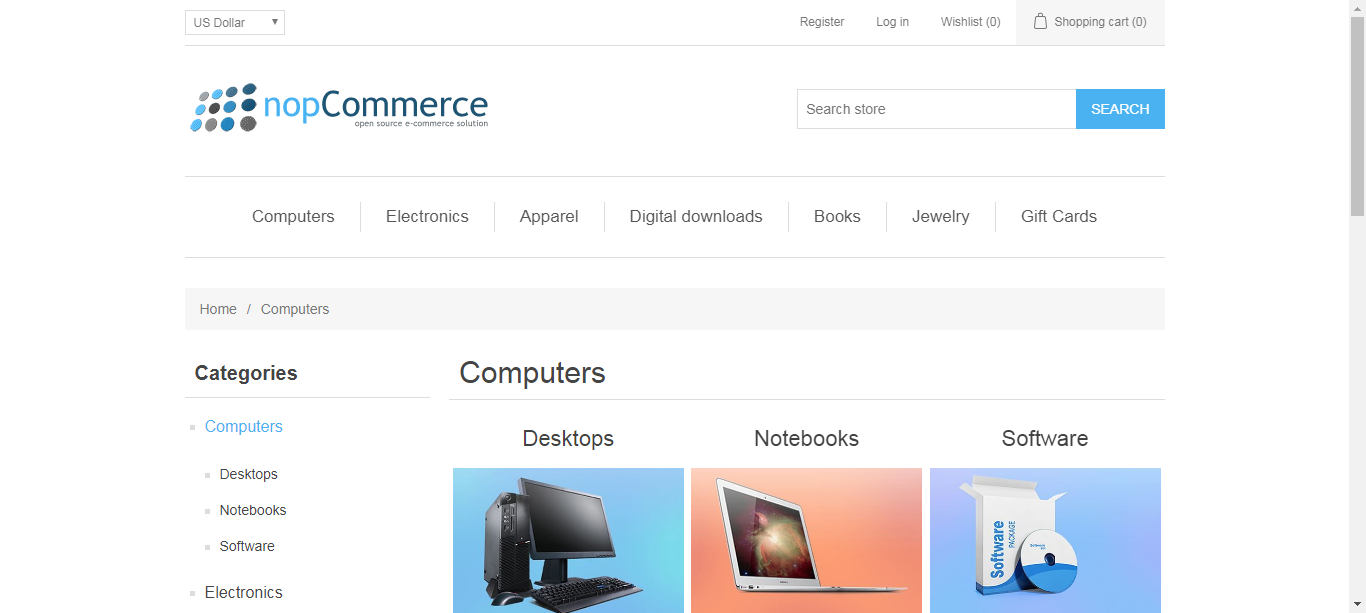 US Dollar
Register
Log in
Wishlist (0)
Shopping cart (0)
nopCommerce
open source e-commerce solution
Search store
SEARCH
Computers
Electronics
Apparel
Digital downloads
Books
Jewelry
Gift Cards
Home / Computers
Categories
Computers
Desktops
Notebooks
Software
Electronics
Computers
Desktops
Notebooks
Software
Software
PACKAGE
Software